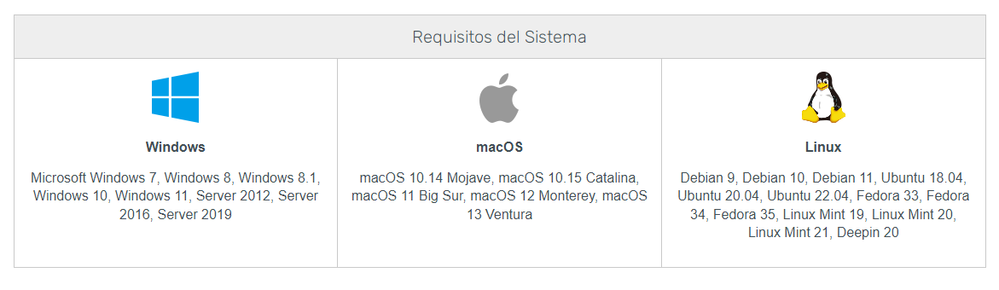 Requisitos del Sistema
Windows
Microsoft Windows 7, Windows 8, Windows 8.1,
Windows 10, Windows 11, Server 2012, Server
2016, Server 2019
macOS
macOS 10.14 Mojave, macOS 10.15 Catalina,
macOS 11 Big Sur, macOS 12 Monterey, macOS
13 Ventura
Linux
Debian 9, Debian 10, Debian 11, Ubuntu 18.04,
Ubuntu 20.04, Ubuntu 22.04, Fedora 33, Fedora
34, Fedora 35, Linux Mint 19, Linux Mint 20,
Linux Mint 21, Deepin 20